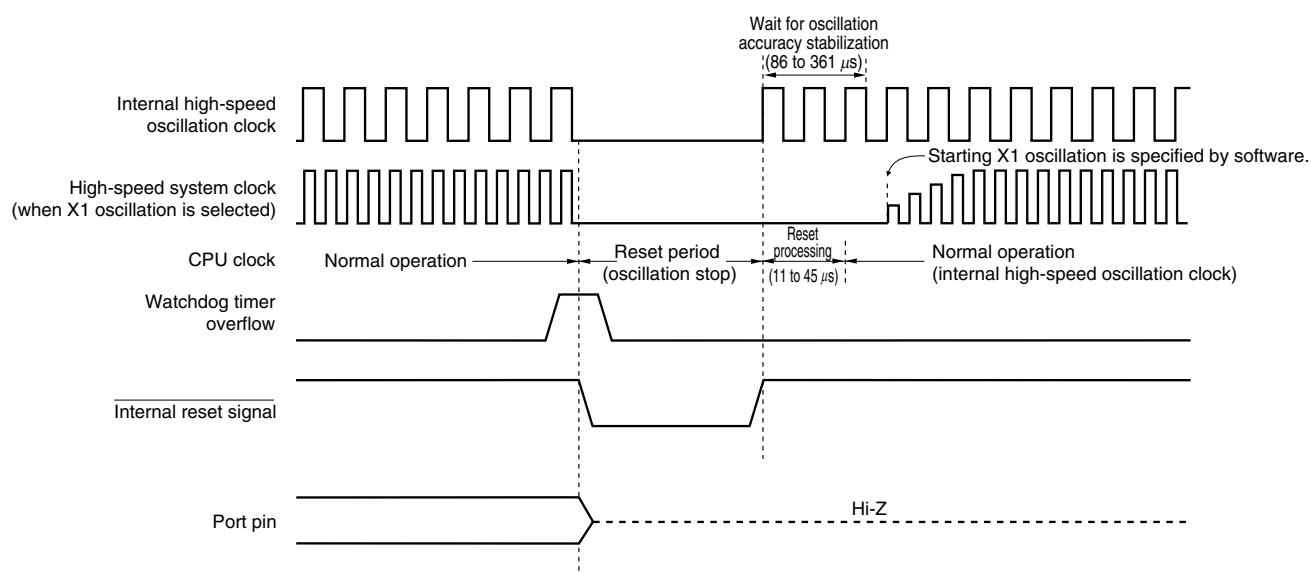 Wait for oscillation
accuracy stabilization
(86 to 361 μs)
Internal high-speed
oscillation clock
Starting X1 oscillation is specified by software.
High-speed system clock
(when X1 oscillation is selected)
CPU clock
Normal operation
Reset period
(oscillation stop)
Reset
processing
(11 to 45 μs)
Normal operation
(internal high-speed oscillation clock)
Watchdog timer
overflow
Internal reset signal
Port pin
Hi-Z